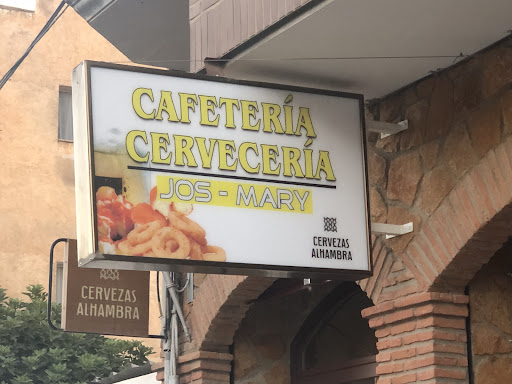 CAFETERÍA
CERVECERÍA
JOS - MARY
CERVEZAS
ALHAMBRA
CERVEZAS
ALHAMBRA